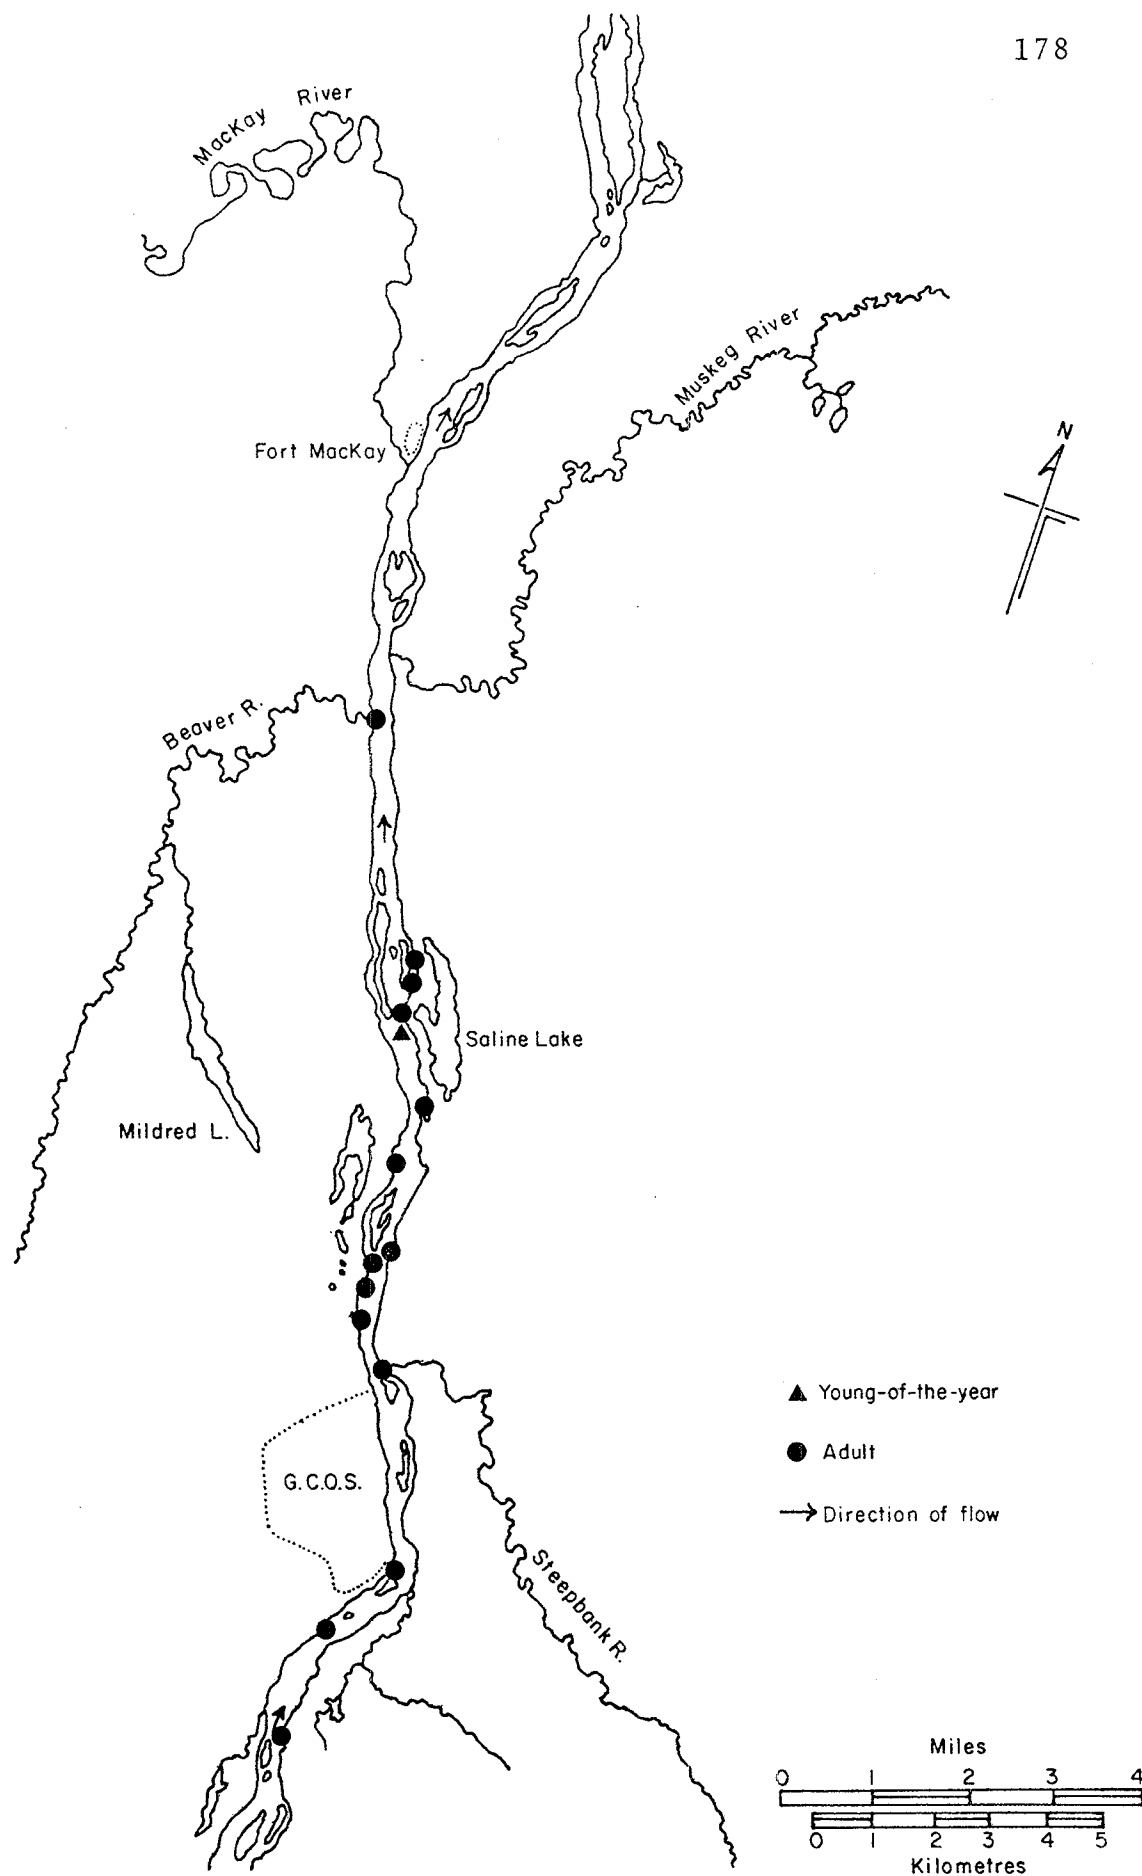 178
MacKay River
Muskeg River
Fort MacKay
N
Beaver R.
Saline Lake
Mildred L.
Young-of-the-year
Adult
G.C.O.S.
Direction of flow
Steepbank R.
Miles
0 1 2 3 4
0 1 2 3 4 5
Kilometres